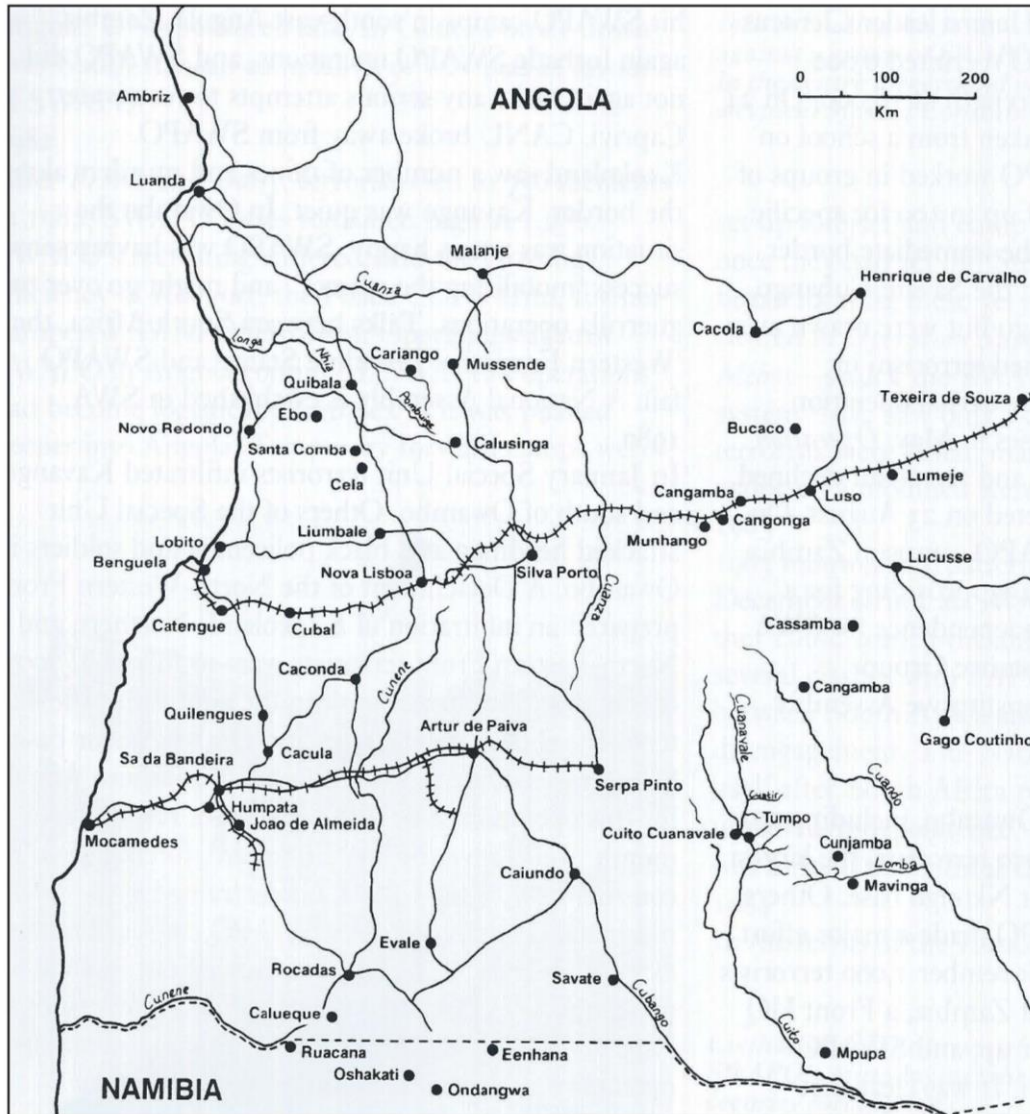 ANGOLA
0 100 200
Km
Ambriz
Luanda
Malanje
Henrique de Carvalho
Cuanza
Cacola
Longa
Cariango
Mussende
Quibala
Texeira de Souza
Ebo
Bucaco
Novo Redondo
Calusinga
Santa Comba
Lumeje
Cela
Cangamba
Luso
Cangonga
Liumbale
Munhango
Lobito
Benguela
N Lisboa
Silva Porto
Lutusse
Cuanza
Catengue
Cubal
Cassamba
Caconda
Cunene
Cangamba
Quilengues
Artur de Paiva
Cuanavale
Gago Coutinho
Cacula
Sa da Bandeira
Cuando
Serpa Pinto
Humpata
Tumpo
Mocamedes
Joao de Almeida
Cuito Cuanavale
Cunjamba
Lomba
Caiundo
Mavinga
Evale
Rocadas
Savate
Cunene
Cubango
Calueque
Cuito
Ruacana
Eenhana
Mpupa
Oshakati
NAMIBIA
Ondangwa